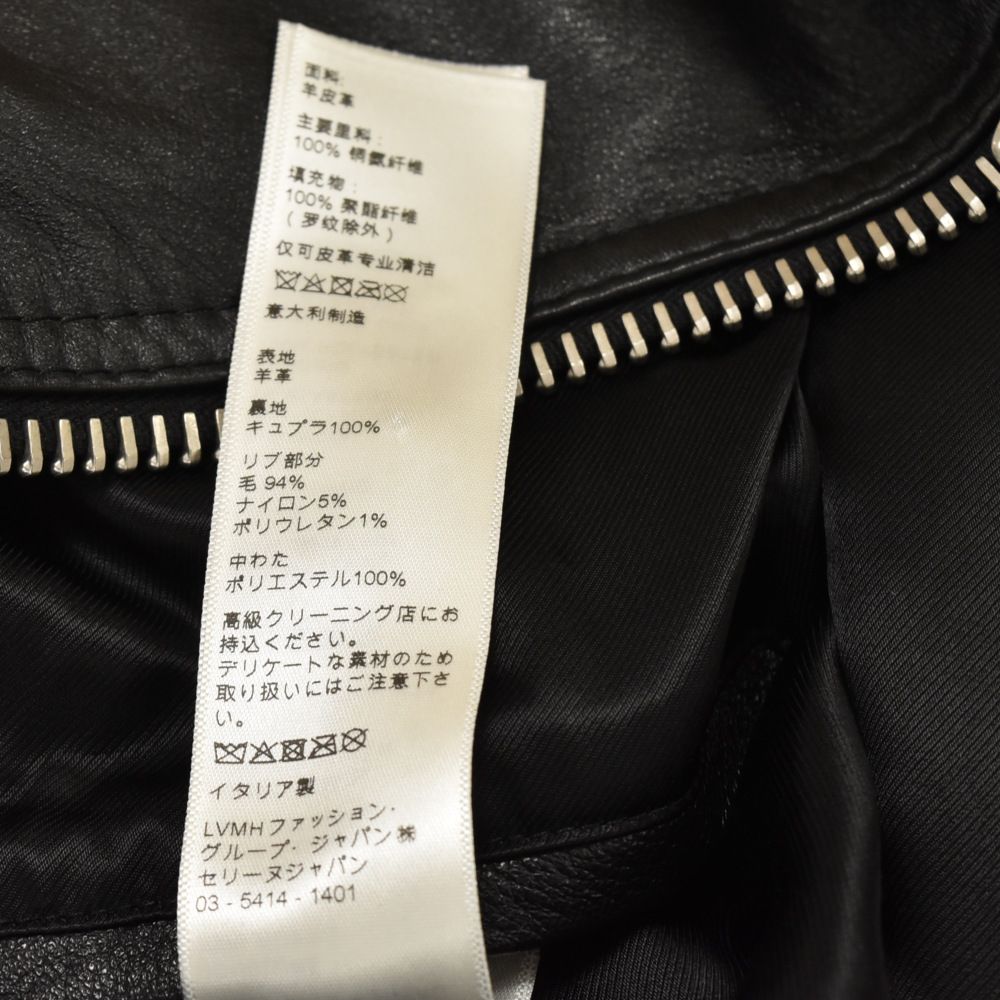 面料:
羊皮革
主要里料:
100% 铜氨纤维
填充物:
100% 聚酯纤维
(罗纹除外)
仅可皮革专业清洁
意大利制造
表地
羊革
裏地
キュプラ100%
リブ部分
毛 94%
ナイロン5%
ポリウレタン1%
中わた
ポリエステル100%
高級クリーニング店にお
持込ください。
デリケートな素材のため
取り扱いにはご注意下さ
い。
イタリア製
LVMHファッション・
グループ・ジャパン株
セリーヌジャパン
03 - 5414 - 1401